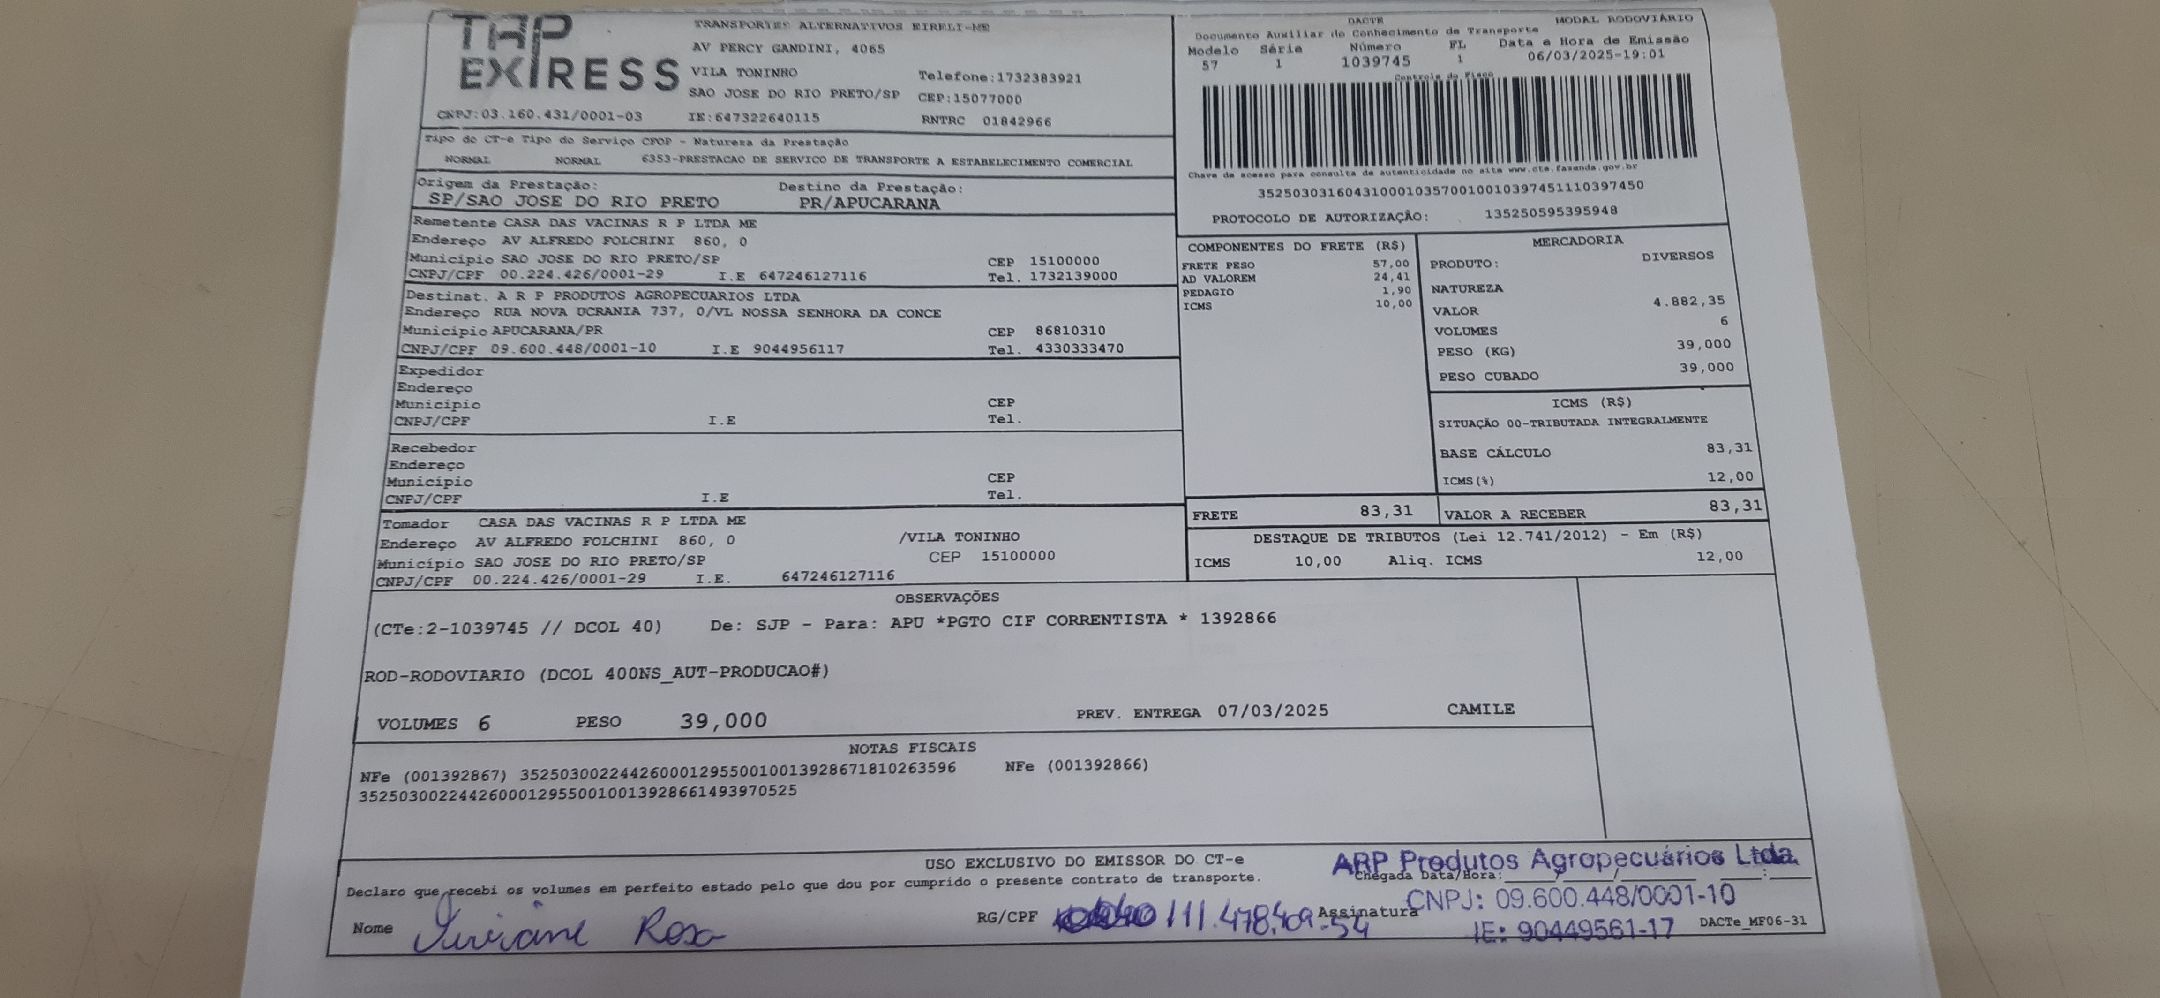 TRANSPORTES ALTERNATIVOS EIRELI-ME
AV PERCY GANDINI, 4065
VILA TONINHO Telefone:1732383921
SAO JOSE DO RIO PRETO/SP CEP:15077000
CNPJ:03.160.431/0001-03 IE:647322640115 RNTRC 01842966
DACTE MODAL RODOVIÁRIO
Documento Auxiliar do Conhecimento de Transporte
Modelo Série Número FL Data e Hora de Emissão
57 1 1039745 1 06/03/2025-19:01
Controle do Fisco
Chave de acesso para consulta de autenticidade no site www.cte.fazenda.gov.br
35250303160431000103570010010397451110397450
PROTOCOLO DE AUTORIZAÇÃO: 135250595395948
Tipo do CT-e Tipo do Serviço CFOP - Natureza da Prestação
NORMAL NORMAL 6353-PRESTACAO DE SERVICO DE TRANSPORTE A ESTABELECIMENTO COMERCIAL
Origem da Prestação: Destino da Prestação:
SP/SAO JOSE DO RIO PRETO PR/APUCARANA
Remetente CASA DAS VACINAS R P LTDA ME
Endereço AV ALFREDO FOLCHINI 860, 0
Município SAO JOSE DO RIO PRETO/SP CEP 15100000
CNPJ/CPF 00.224.426/0001-29 I.E 647246127116 Tel. 1732139000
Destinat. A R P PRODUTOS AGROPECUARIOS LTDA
Endereço RUA NOVA UCRANIA 737, 0/VL NOSSA SENHORA DA CONCE
Município APUCARANA/PR CEP 86810310
CNPJ/CPF 09.600.448/0001-10 I.E 9044956117 Tel. 4330333470
Expedidor
Endereço
Município CEP
CNPJ/CPF I.E Tel.
Recebedor
Endereço
Município CEP
CNPJ/CPF I.E Tel.
Tomador CASA DAS VACINAS R P LTDA ME
Endereço AV ALFREDO FOLCHINI 860, 0 /VILA TONINHO
Município SAO JOSE DO RIO PRETO/SP CEP 15100000
CNPJ/CPF 00.224.426/0001-29 I.E. 647246127116
COMPONENTES DO FRETE (R$)
FRETE PESO 57,00
AD VALOREM 24,41
PEDAGIO 1,90
ICMS 10,00
MERCADORIA
PRODUTO: DIVERSOS
NATUREZA
VALOR 4.882,35
VOLUMES 6
PESO (KG) 39,000
PESO CUBADO 39,000
ICMS (R$)
SITUAÇÃO 00-TRIBUTADA INTEGRALMENTE
BASE CÁLCULO 83,31
ICMS(%) 12,00
FRETE 83,31 VALOR A RECEBER 83,31
DESTAQUE DE TRIBUTOS (Lei 12.741/2012) - Em (R$)
ICMS 10,00 Aliq. ICMS 12,00
OBSERVAÇÕES
(CTe:2-1039745 // DCOL 40) De: SJP - Para: APU *PGTO CIF CORRENTISTA * 1392866
ROD-RODOVIARIO (DCOL 400NS_AUT-PRODUCAO#)
VOLUMES 6 PESO 39,000 PREV. ENTREGA 07/03/2025 CAMILE
NOTAS FISCAIS
NFe (001392867) 35250300224426000129550010013928671810263596 NFe (001392866)
35250300224426000129550010013928661493970525
USO EXCLUSIVO DO EMISSOR DO CT-e
ARP Produtos Agropecuários Ltda.
Declaro que recebi os volumes em perfeito estado pelo que dou por cumprido o presente contrato de transporte. Chegada Data/Hora:
CNPJ: 09.600.448/0001-10
Nome Rosa RG/CPF 111.478.409-54 Assinatura
IE: 90449561-17 DACTe_MF06-31